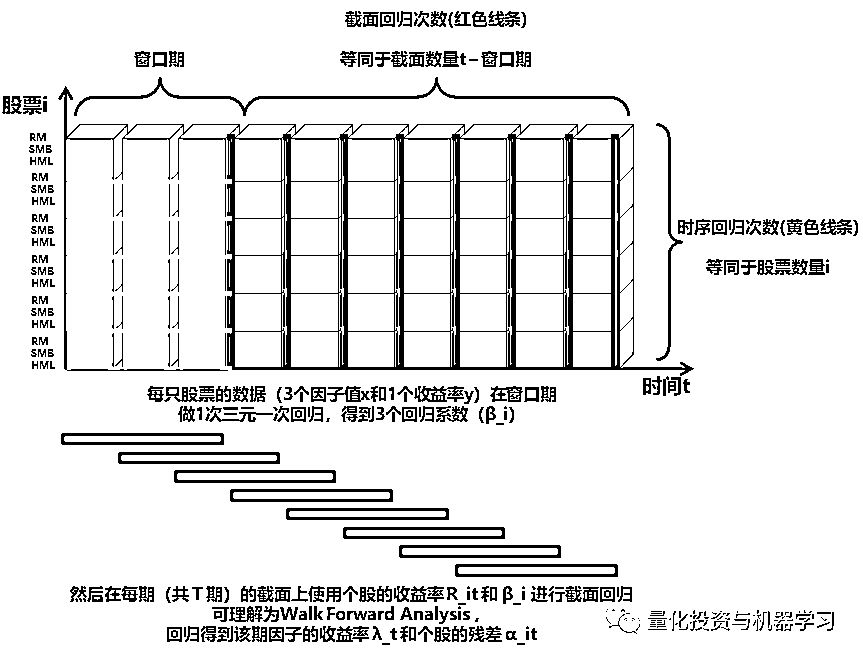 截面回归次数(红色线条)
窗口期
等同于截面数量t－窗口期
股票i
RM
SMB
HML
RM
SMB
HML
RM
SMB
HML
RM
SMB
HML
RM
SMB
HML
RM
SMB
HML
时序回归次数(黄色线条)
等同于股票数量i
时间t
每只股票的数据（3个因子值x和1个收益率y）在窗口期
做1次三元一次回归，得到3个回归系数（β_i）
然后在每期（共T期）的截面上使用个股的收益率R_it和β_i进行截面回归
可理解为Walk Forward Analysis，
回归得到该期因子的收益率λ_t和个股的残差α_it
量化投资与机器学习